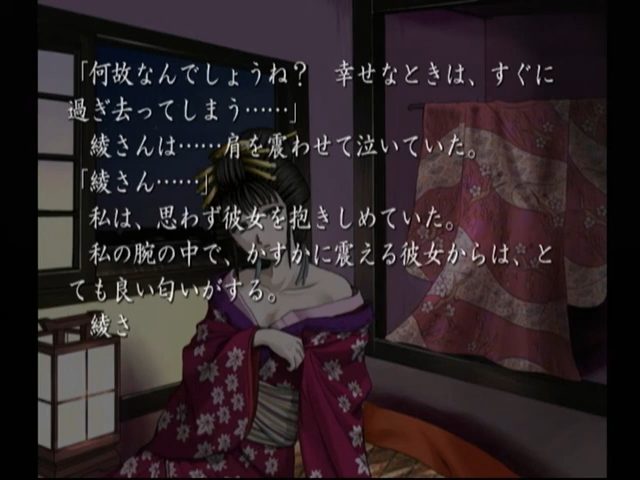 「何故なんでしょうね？　幸せなときは、すぐに
過ぎ去ってしまう……」
　綾さんは……肩を震わせて泣いていた。
「綾さん……」
　私は、思わず彼女を抱きしめていた。
　私の腕の中で、かすかに震える彼女からは、と
ても良い匂いがする。
　綾さ